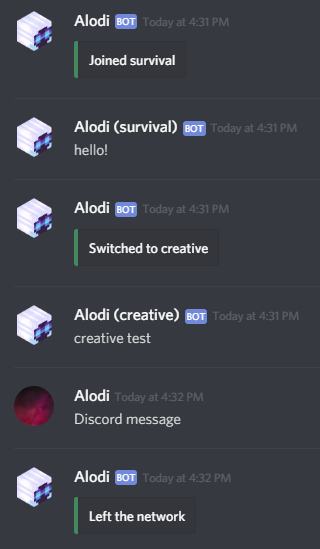 Alodi BOT Today at 4:31 PM
Joined survival
Alodi (survival) BOT Today at 4:31 PM
hello!
Alodi BOT Today at 4:31 PM
Switched to creative
Alodi (creative) BOT Today at 4:31 PM
creative test
Alodi Today at 4:32 PM
Discord message
Alodi BOT Today at 4:32 PM
Left the network